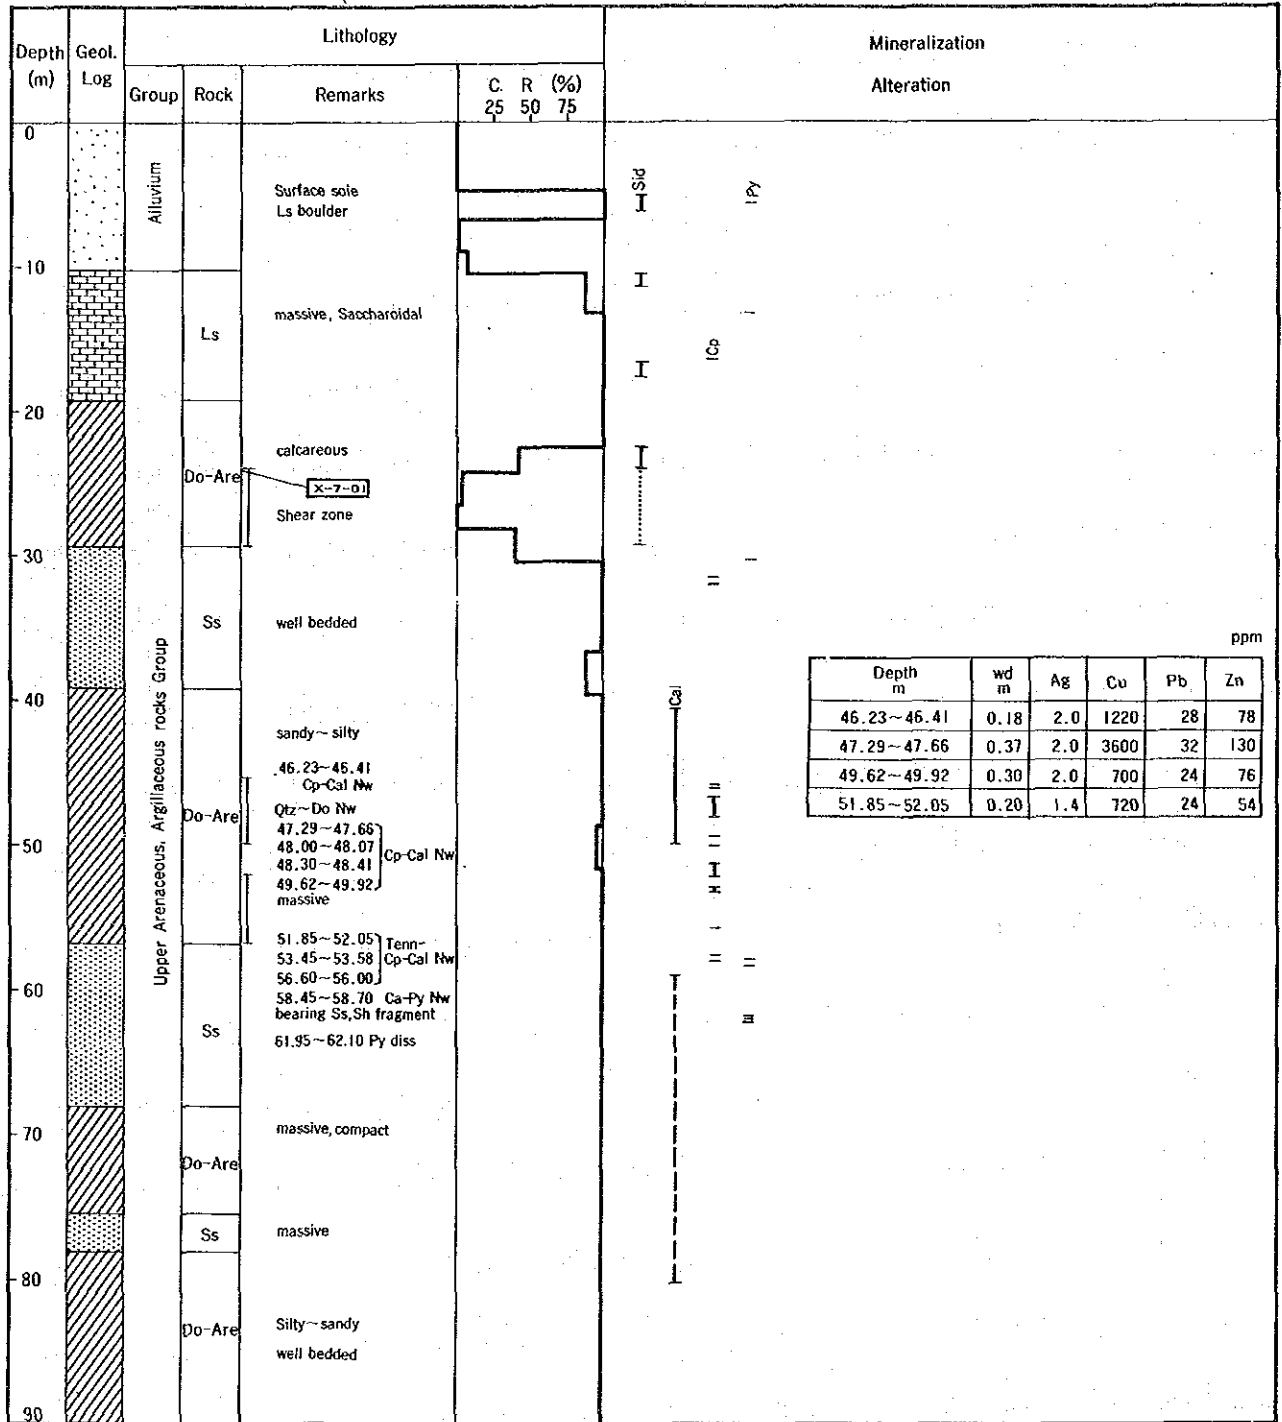 Depth (m)
Geol. Log
Lithology
Group
Rock
Remarks
C. R (%)
25 50 75
Mineralization
Alteration
0
Alluvium
Surface sole
Ls boulder
Sid
Py
10
Ls
massive, Saccharoidal
Cp
20
Do-Are
calcareous
X-7-01
Shear zone
30
Upper Arenaceous, Argillaceous rocks Group
Ss
well bedded
ppm
Depth m
wd m
Ag
Cu
Pb
Zn
46.23~46.41 0.18 2.0 1220 28 78
47.29~47.66 0.37 2.0 3600 32 130
49.62~49.92 0.30 2.0 700 24 76
51.85~52.05 0.20 1.4 720 24 54
40
Cal
sandy~silty
46.23~46.41
Cp-Cal Nw
Do-Are
Qtz~Do Nw
47.29~47.66
48.00~48.07
Cp-Cal Nw
48.30~48.41
49.62~49.92
50
massive
51.85~52.05
Tenn-
53.45~53.58
Cp-Cal Nw
56.60~56.00
58.45~58.70 Ca-Py Nw
60
bearing Ss,Sh fragment
Ss
61.95~62.10 Py diss
70
massive, compact
Do-Are
Ss
massive
80
Do-Are
Silty~sandy
well bedded
90